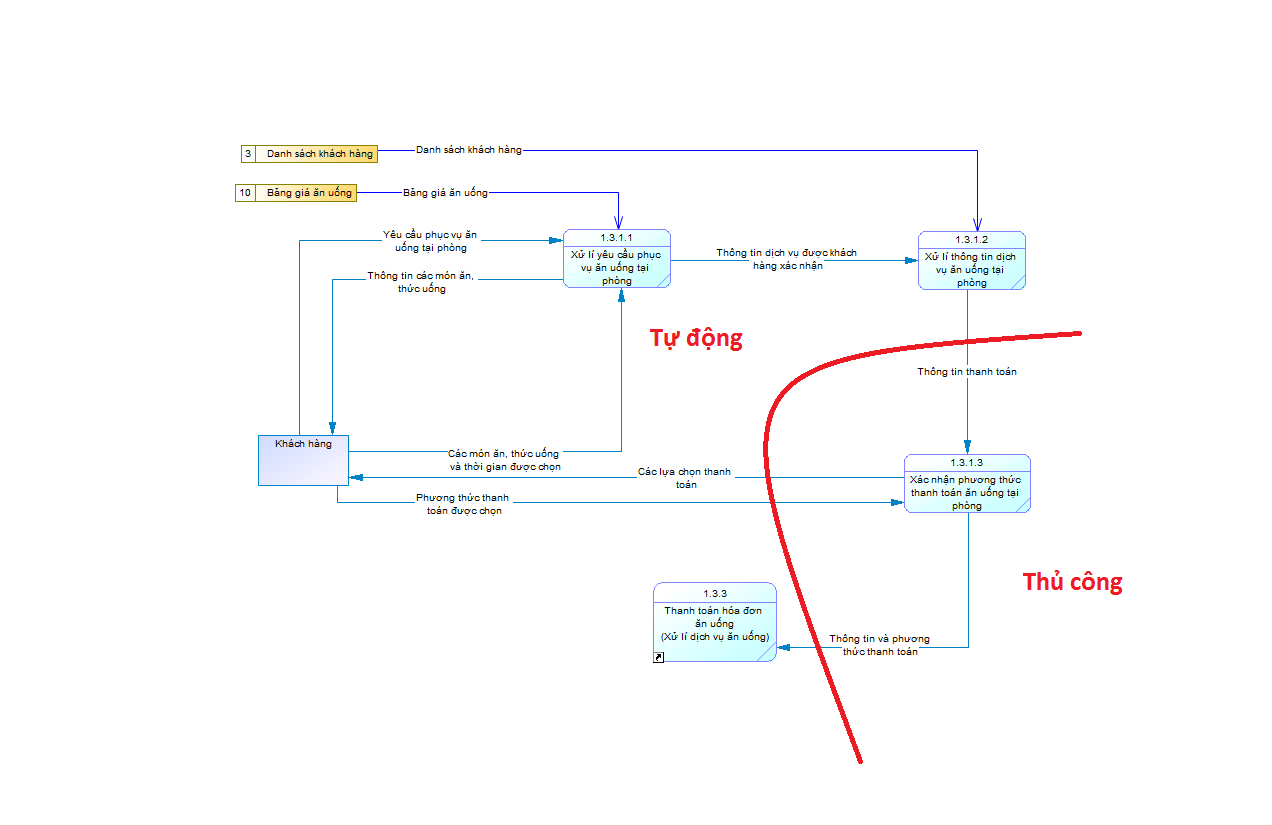 3 Danh sách khách hàng
Danh sách khách hàng
10 Bảng giá ăn uống
Bảng giá ăn uống
Yêu cầu phục vụ ăn
uống tại phòng
1.3.1.1
Xử lí yêu cầu phục
vụ ăn uống tại
phòng
Thông tin dịch vụ được khách
hàng xác nhận
1.3.1.2
Xử lí thông tin dịch
vụ ăn uống tại
phòng
Thông tin các món ăn,
thức uống
Tự động
Thông tin thanh toán
Khách hàng
Các món ăn, thức uống
và thời gian được chọn
Các lựa chọn thanh
toán
1.3.1.3
Xác nhận phương thức
thanh toán ăn uống tại
phòng
Phương thức thanh
toán được chọn
Thủ công
1.3.3
Thanh toán hóa đơn
ăn uống
(Xử lí dịch vụ ăn uống)
Thông tin và phương
thức thanh toán